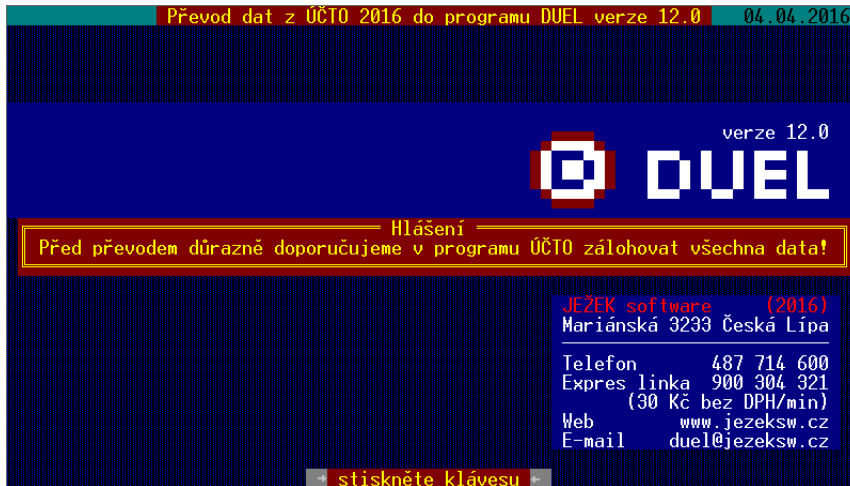 Převod dat z ÚČTO 2016 do programu DUEL verze 12.0 04.04.2016
verze 12.0
DUEL
Hlášení
Před převodem důrazně doporučujeme v programu ÚČTO zálohovat všechna data!
JEŽEK software (2016)
Mariánská 3233 Česká Lípa
Telefon 487 714 600
Expres linka 900 304 321
(30 Kč bez DPH/min)
Web www.jezeksw.cz
E-mail duel@jezeksw.cz
→ stiskněte klávesu ←